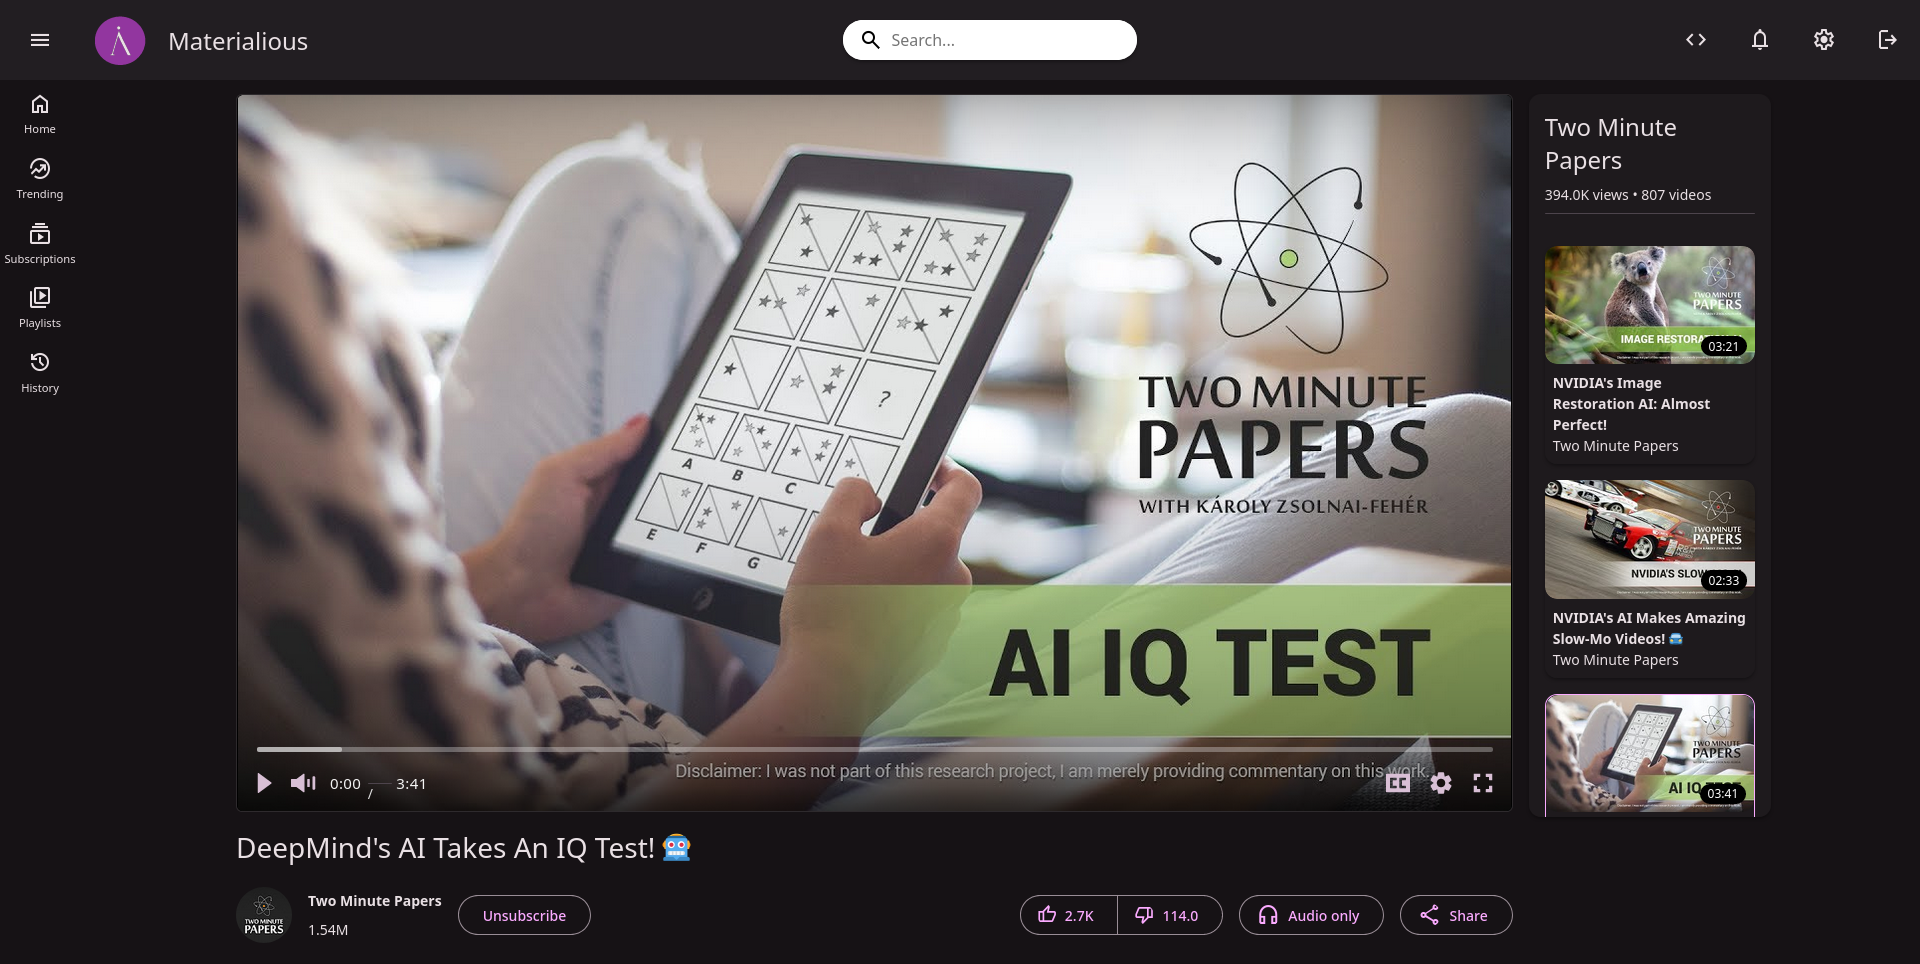 Materialious
Search...
Home
Trending
Subscriptions
Playlists
History
?
A
B
C
E
F
G
TWO MINUTE
PAPERS
WITH KÁROLY ZSOLNAI-FEHÉR
AI IQ TEST
Disclaimer: I was not part of this research project, I am merely providing commentary on this work.
0:00 / 3:41
CC
DeepMind's AI Takes An IQ Test! 🤖
TWO MINUTE
PAPERS
Two Minute Papers
1.54M
Unsubscribe
2.7K
114.0
Audio only
Share
Two Minute
Papers
394.0K views • 807 videos
TWO MINUTE
PAPERS
IMAGE RESTORA
03:21
NVIDIA's Image
Restoration AI: Almost
Perfect!
Two Minute Papers
TWO MINUTE
PAPERS
NVIDIA'S SLOW
02:33
NVIDIA's AI Makes Amazing
Slow-Mo Videos! 🚘
Two Minute Papers
TWO MINUTE
PAPERS
AI IQ
03:41